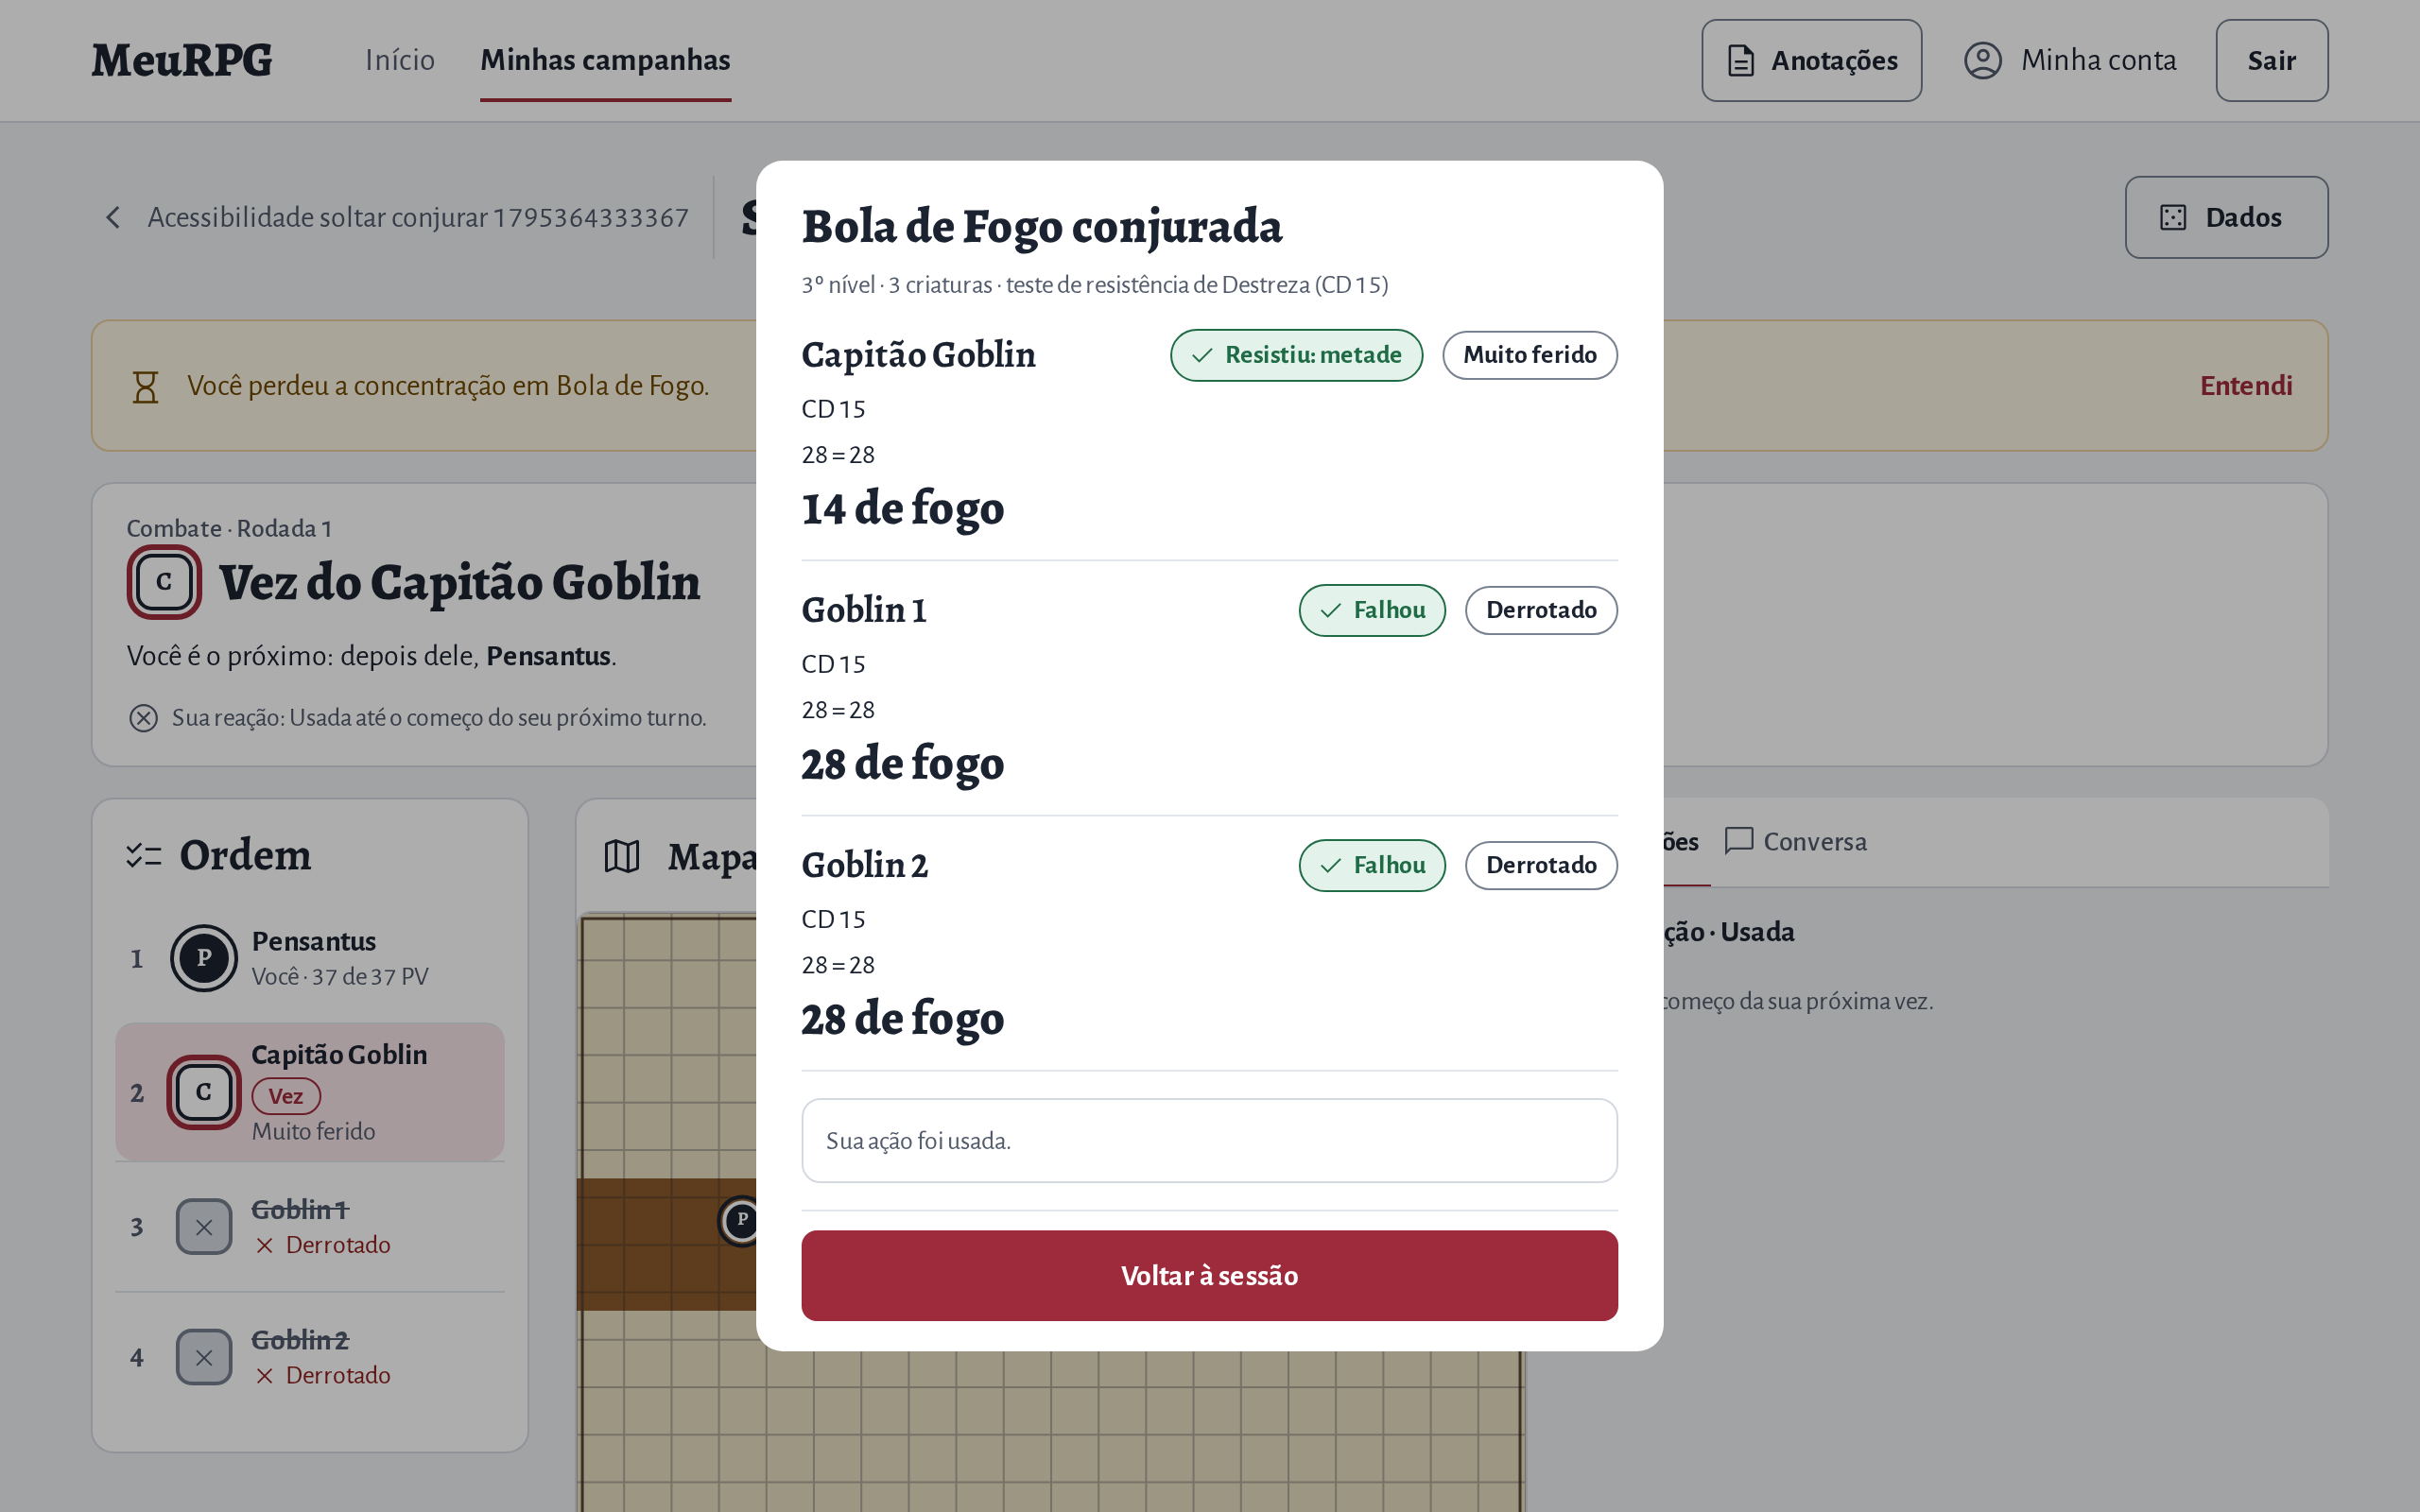 MeuRPG
Início
Minhas campanhas
Anotações
Minha conta
Sair
Acessibilidade soltar conjurar 1795364333367
S
Dados
Você perdeu a concentração em Bola de Fogo.
Entendi
Combate · Rodada 1
C
Vez do Capitão Goblin
Você é o próximo: depois dele, Pensantus.
Sua reação: Usada até o começo do seu próximo turno.
Ordem
1
P
Pensantus
Você · 37 de 37 PV
2
C
Capitão Goblin
Vez
Muito ferido
3
Goblin 1
Derrotado
4
Goblin 2
Derrotado
Mapa
P
Bola de Fogo conjurada
3º nível · 3 criaturas · teste de resistência de Destreza (CD 15)
Capitão Goblin
Resistiu: metade
Muito ferido
CD 15
28 = 28
14 de fogo
Goblin 1
Falhou
Derrotado
CD 15
28 = 28
28 de fogo
Goblin 2
Falhou
Derrotado
CD 15
28 = 28
28 de fogo
Sua ação foi usada.
Voltar à sessão
ões
Conversa
ção · Usada
começo da sua próxima vez.